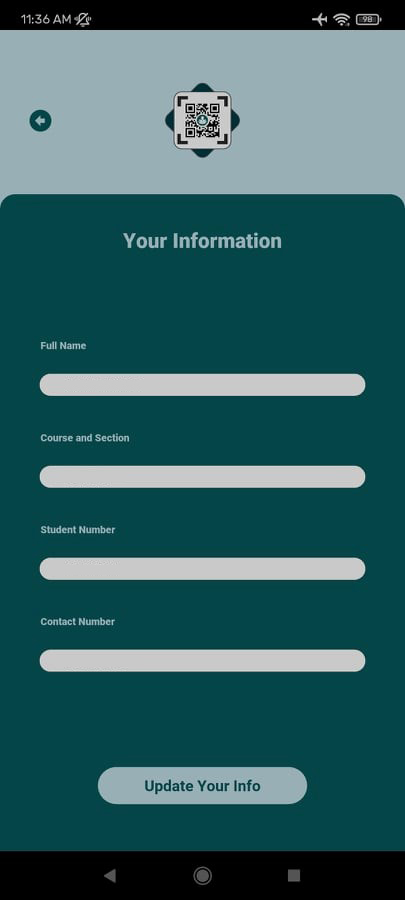 11:36 AM
98
Your Information
Full Name
Course and Section
Student Number
Contact Number
Update Your Info